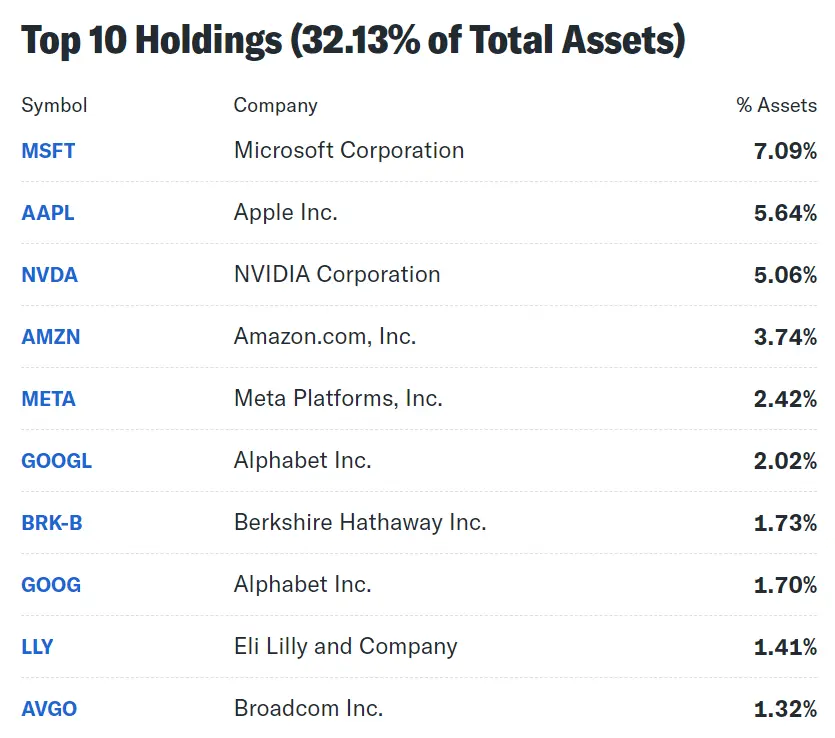 Top 10 Holdings (32.13% of Total Assets)
Symbol Company % Assets
MSFT Microsoft Corporation 7.09%
AAPL Apple Inc. 5.64%
NVDA NVIDIA Corporation 5.06%
AMZN Amazon.com, Inc. 3.74%
META Meta Platforms, Inc. 2.42%
GOOGL Alphabet Inc. 2.02%
BRK-B Berkshire Hathaway Inc. 1.73%
GOOG Alphabet Inc. 1.70%
LLY Eli Lilly and Company 1.41%
AVGO Broadcom Inc. 1.32%